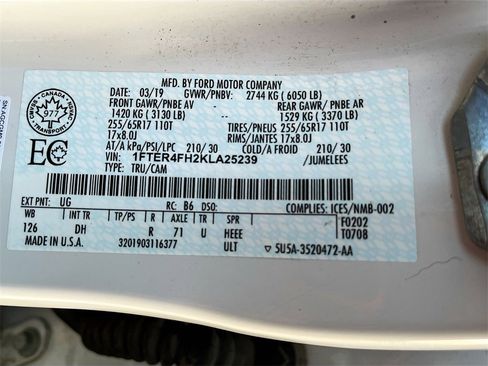 MFD. BY FORD MOTOR COMPANY
DATE: 03/19 GVWR/PNBV: 2744 KG ( 6050 LB)
FRONT GAWR/PNBE AV REAR GAWR/PNBE AR
1420 KG ( 3130 LB) 1529 KG ( 3370 LB)
255/65R17 110T TIRES/PNEUS 255/65R17 110T
17x8.0J RIMS/JANTES 17x8.0J
AT/A kPa/PSI/LPC 210/ 30 COLD/A FROID 210/ 30
VIN: 1FTER4FH2KLA25239 /JUMELEES
TYPE: TRU/CAM
CANADA
977
EC
EXT PNT: UG RC: B6 DSO: COMPLIES: ICES/NMB-002
WB INT TR TP/PS R AXLE TR SPR F0202
126 DH R 71 U HEEE T070B
MADE IN U.S.A. 3201903116377 ULT 5U5A-3520472-AA